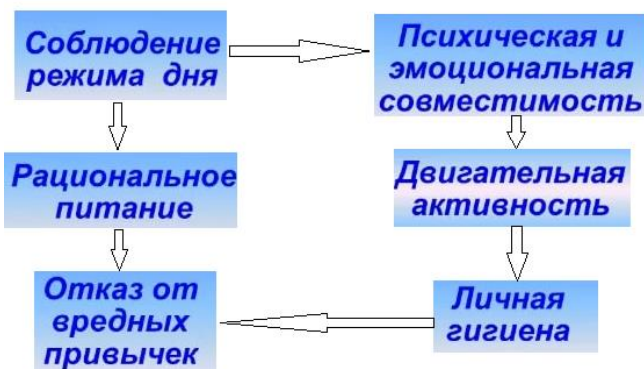 Соблюдение
режима дня
Психическая и
эмоциональная
совместимость
Рациональное
питание
Двигательная
активность
Отказ от
вредных
привычек
Личная
гигиена